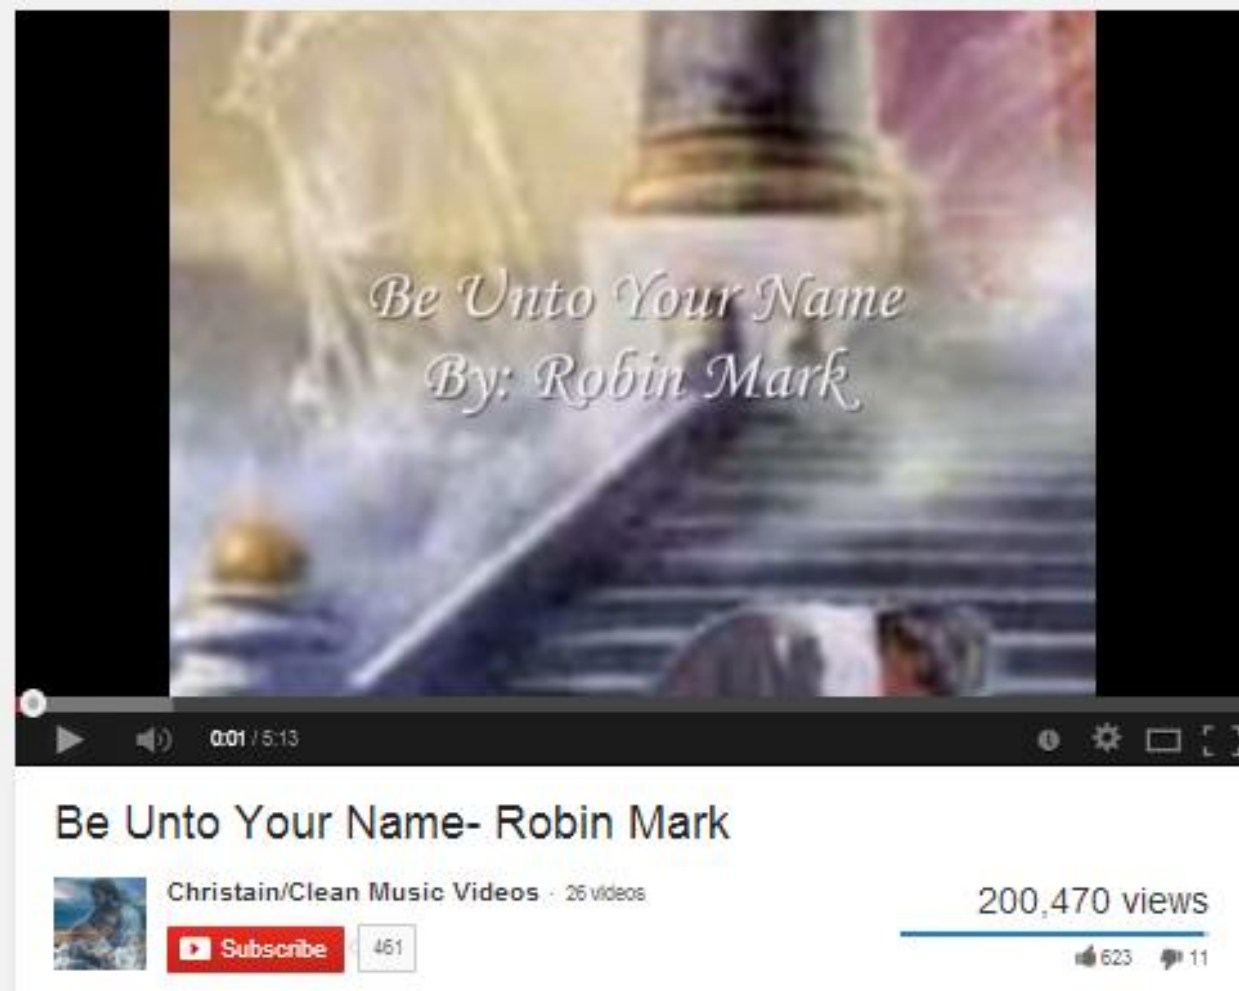 Be Unto Your Name
By: Robin Mark
0:01 / 5:13
Be Unto Your Name- Robin Mark
Christain/Clean Music Videos · 26 videos
Subscribe 461
200,470 views
623 11